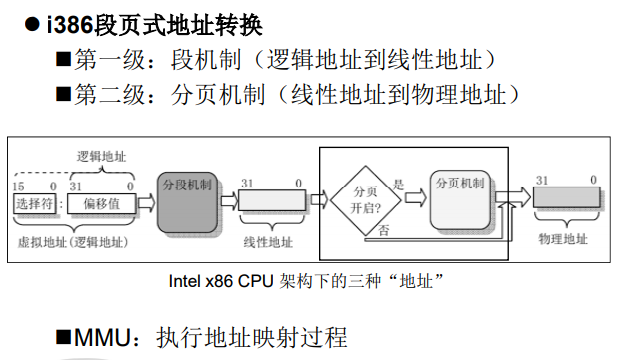 ● i386段页式地址转换
■第一级：段机制（逻辑地址到线性地址）
■第二级：分页机制（线性地址到物理地址）
逻辑地址
15 0 31 0
选择符 : 偏移值
虚拟地址(逻辑地址)
分段机制
31 0
线性地址
分页开启?
是
否
分页机制
31 0
物理地址
Intel x86 CPU 架构下的三种“地址”
■MMU：执行地址映射过程